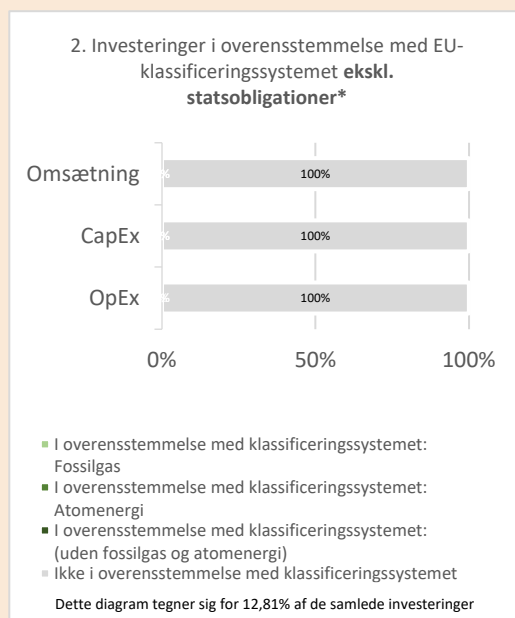 2. Investeringer i overensstemmelse med EU-
klassificeringssystemet ekskl.
statsobligationer*
Omsætning
%
100%
CapEx
%
100%
OpEx
%
100%
0%
50%
100%
I overensstemmelse med klassificeringssystemet:
Fossilgas
I overensstemmelse med klassificeringssystemet:
Atomenergi
I overensstemmelse med klassificeringssystemet:
(uden fossilgas og atomenergi)
Ikke i overensstemmelse med klassificeringssystemet
Dette diagram tegner sig for 12,81% af de samlede investeringer